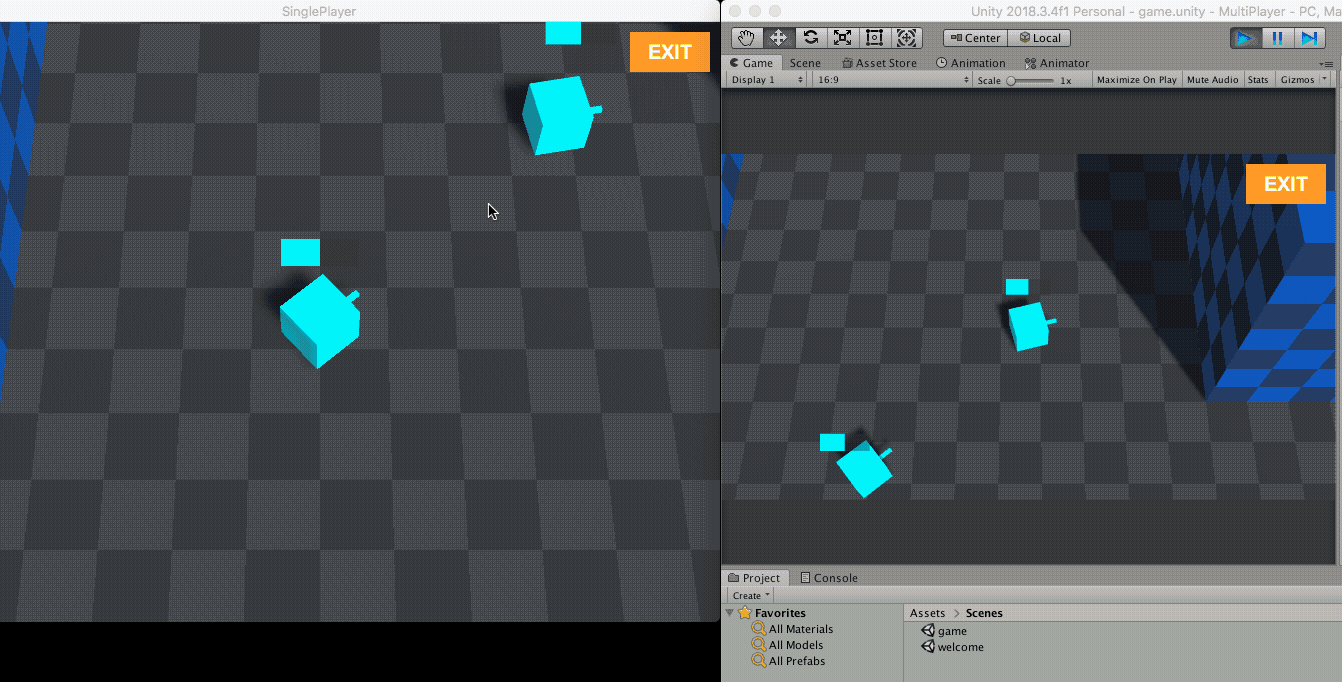 SinglePlayer
EXIT
Unity 2018.3.4f1 Personal - game.unity - MultiPlayer - PC, Ma
Center Local
Game Scene Asset Store Animation Animator
Display 1 16:9 Scale 1x Maximize On Play Mute Audio Stats Gizmos
EXIT
Project Console
Create
Favorites
All Materials
All Models
All Prefabs
Assets > Scenes
game
welcome